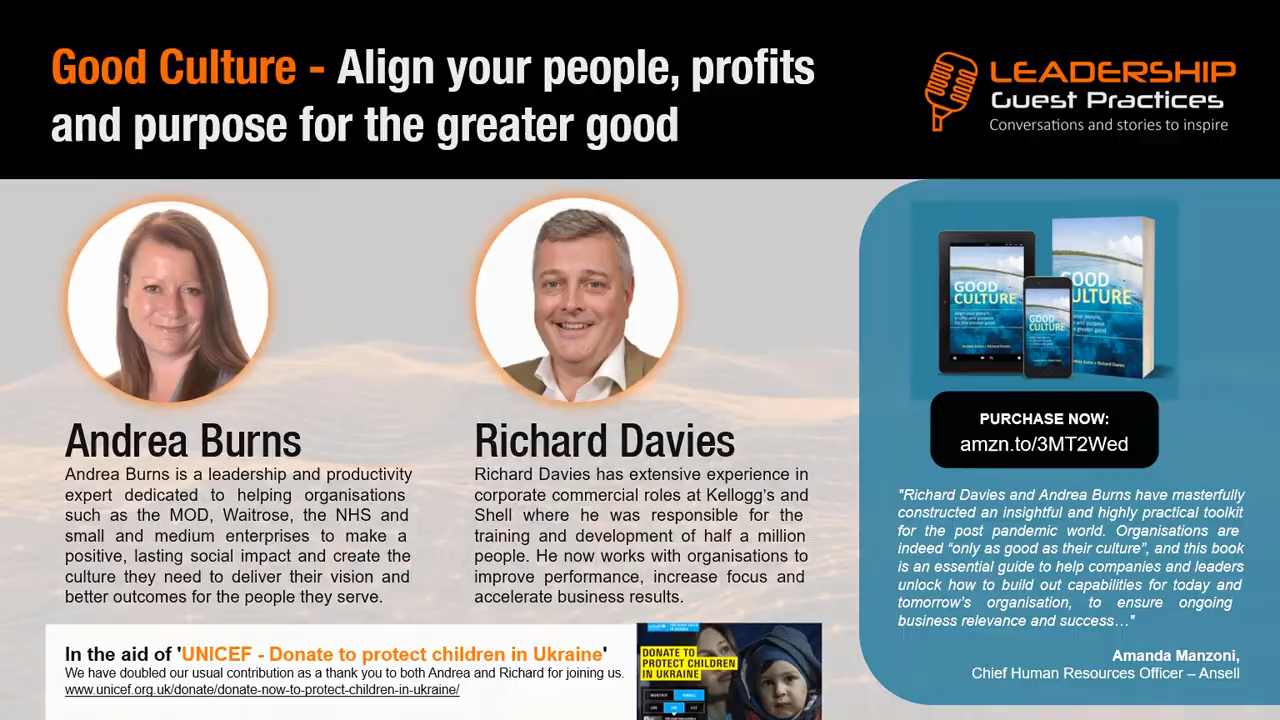 Good Culture - Align your people, profits
and purpose for the greater good
LEADERSHIP
Guest Practices
Conversations and stories to inspire
Andrea Burns
Andrea Burns is a leadership and productivity
expert dedicated to helping organisations
such as the MOD, Waitrose, the NHS and
small and medium enterprises to make a
positive, lasting social impact and create the
culture they need to deliver their vision and
better outcomes for the people they serve.
Richard Davies
Richard Davies has extensive experience in
corporate commercial roles at Kellogg's and
Shell where he was responsible for the
training and development of half a million
people. He now works with organisations to
improve performance, increase focus and
accelerate business results.
GOOD
CULTURE
GOOD
CULTURE
GOOD
ULTURE
PURCHASE NOW:
amzn.to/3MT2Wed
"Richard Davies and Andrea Burns have masterfully
constructed an insightful and highly practical toolkit
for the post pandemic world. Organisations are
indeed “only as good as their culture”, and this book
is an essential guide to help companies and leaders
unlock how to build out capabilities for today and
tomorrow’s organisation, to ensure ongoing
business relevance and success…"
Amanda Manzoni,
Chief Human Resources Officer – Ansell
In the aid of 'UNICEF - Donate to protect children in Ukraine'
We have doubled our usual contribution as a thank you to both Andrea and Richard for joining us.
www.unicef.org.uk/donate/donate-now-to-protect-children-in-ukraine/
DONATE TO
PROTECT CHILDREN
IN UKRAINE